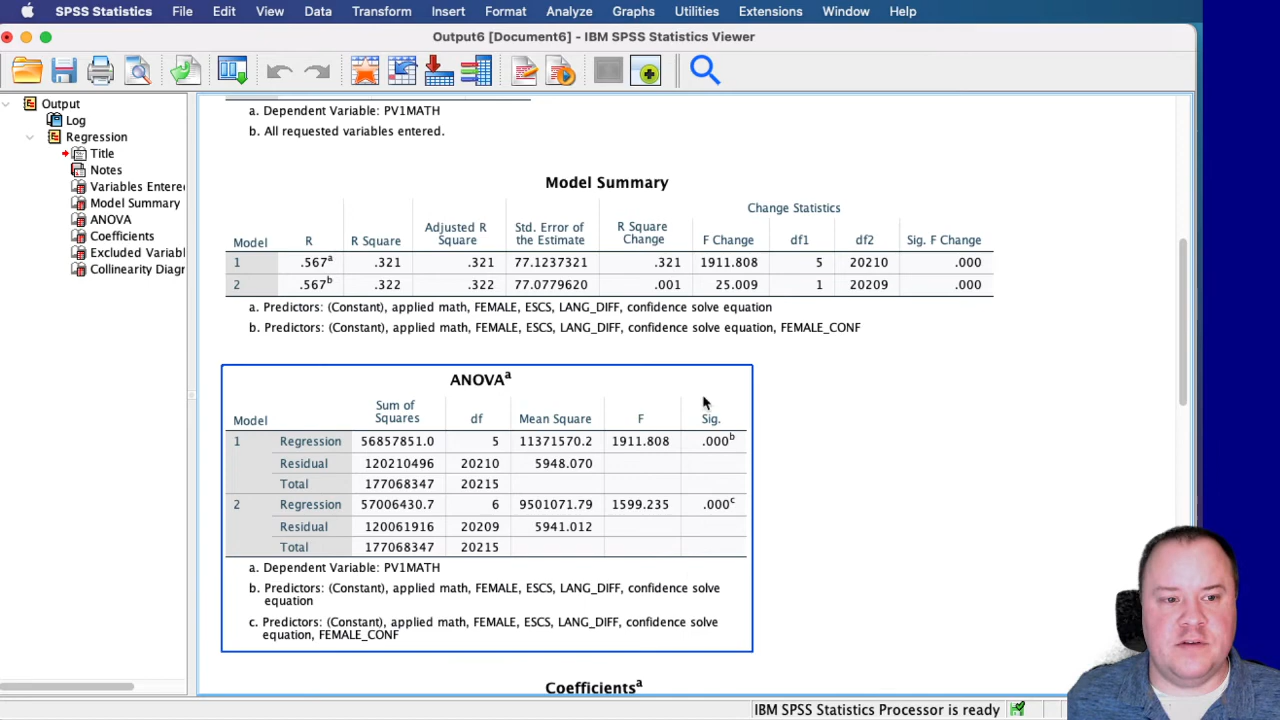 SPSS Statistics File Edit View Data Transform Insert Format Analyze Graphs Utilities Extensions Window Help
Output6 [Document6] - IBM SPSS Statistics Viewer
Output
Log
Regression
Title
Notes
Variables Entere
Model Summary
ANOVA
Coefficients
Excluded Variabl
Collinearity Diagr
a. Dependent Variable: PV1MATH
b. All requested variables entered.
Model Summary
Change Statistics
Model R R Square Adjusted R Square Std. Error of the Estimate R Square Change F Change df1 df2 Sig. F Change
1 .567a .321 .321 77.1237321 .321 1911.808 5 20210 .000
2 .567b .322 .322 77.0779620 .001 25.009 1 20209 .000
a. Predictors: (Constant), applied math, FEMALE, ESCS, LANG_DIFF, confidence solve equation
b. Predictors: (Constant), applied math, FEMALE, ESCS, LANG_DIFF, confidence solve equation, FEMALE_CONF
ANOVAa
Model Sum of Squares df Mean Square F Sig.
1 Regression 56857851.0 5 11371570.2 1911.808 .000b
Residual 120210496 20210 5948.070
Total 177068347 20215
2 Regression 57006430.7 6 9501071.79 1599.235 .000c
Residual 120061916 20209 5941.012
Total 177068347 20215
a. Dependent Variable: PV1MATH
b. Predictors: (Constant), applied math, FEMALE, ESCS, LANG_DIFF, confidence solve
equation
c. Predictors: (Constant), applied math, FEMALE, ESCS, LANG_DIFF, confidence solve
equation, FEMALE_CONF
Coefficientsa
IBM SPSS Statistics Processor is ready